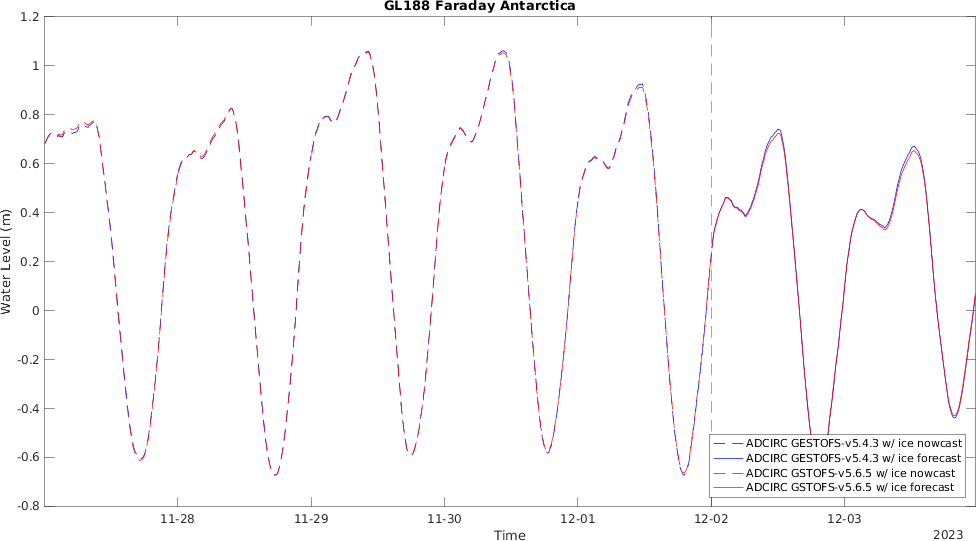 GL188 Faraday Antarctica
1.2
1
0.8
0.6
0.4
0.2
0
-0.2
-0.4
-0.6
-0.8
Water Level (m)
ADCIRC GESTOFS-v5.4.3 w/ ice nowcast
ADCIRC GESTOFS-v5.4.3 w/ ice forecast
ADCIRC GSTOFS-v5.6.5 w/ ice nowcast
ADCIRC GSTOFS-v5.6.5 w/ ice forecast
11-28 11-29 11-30 12-01 12-02 12-03
Time
2023